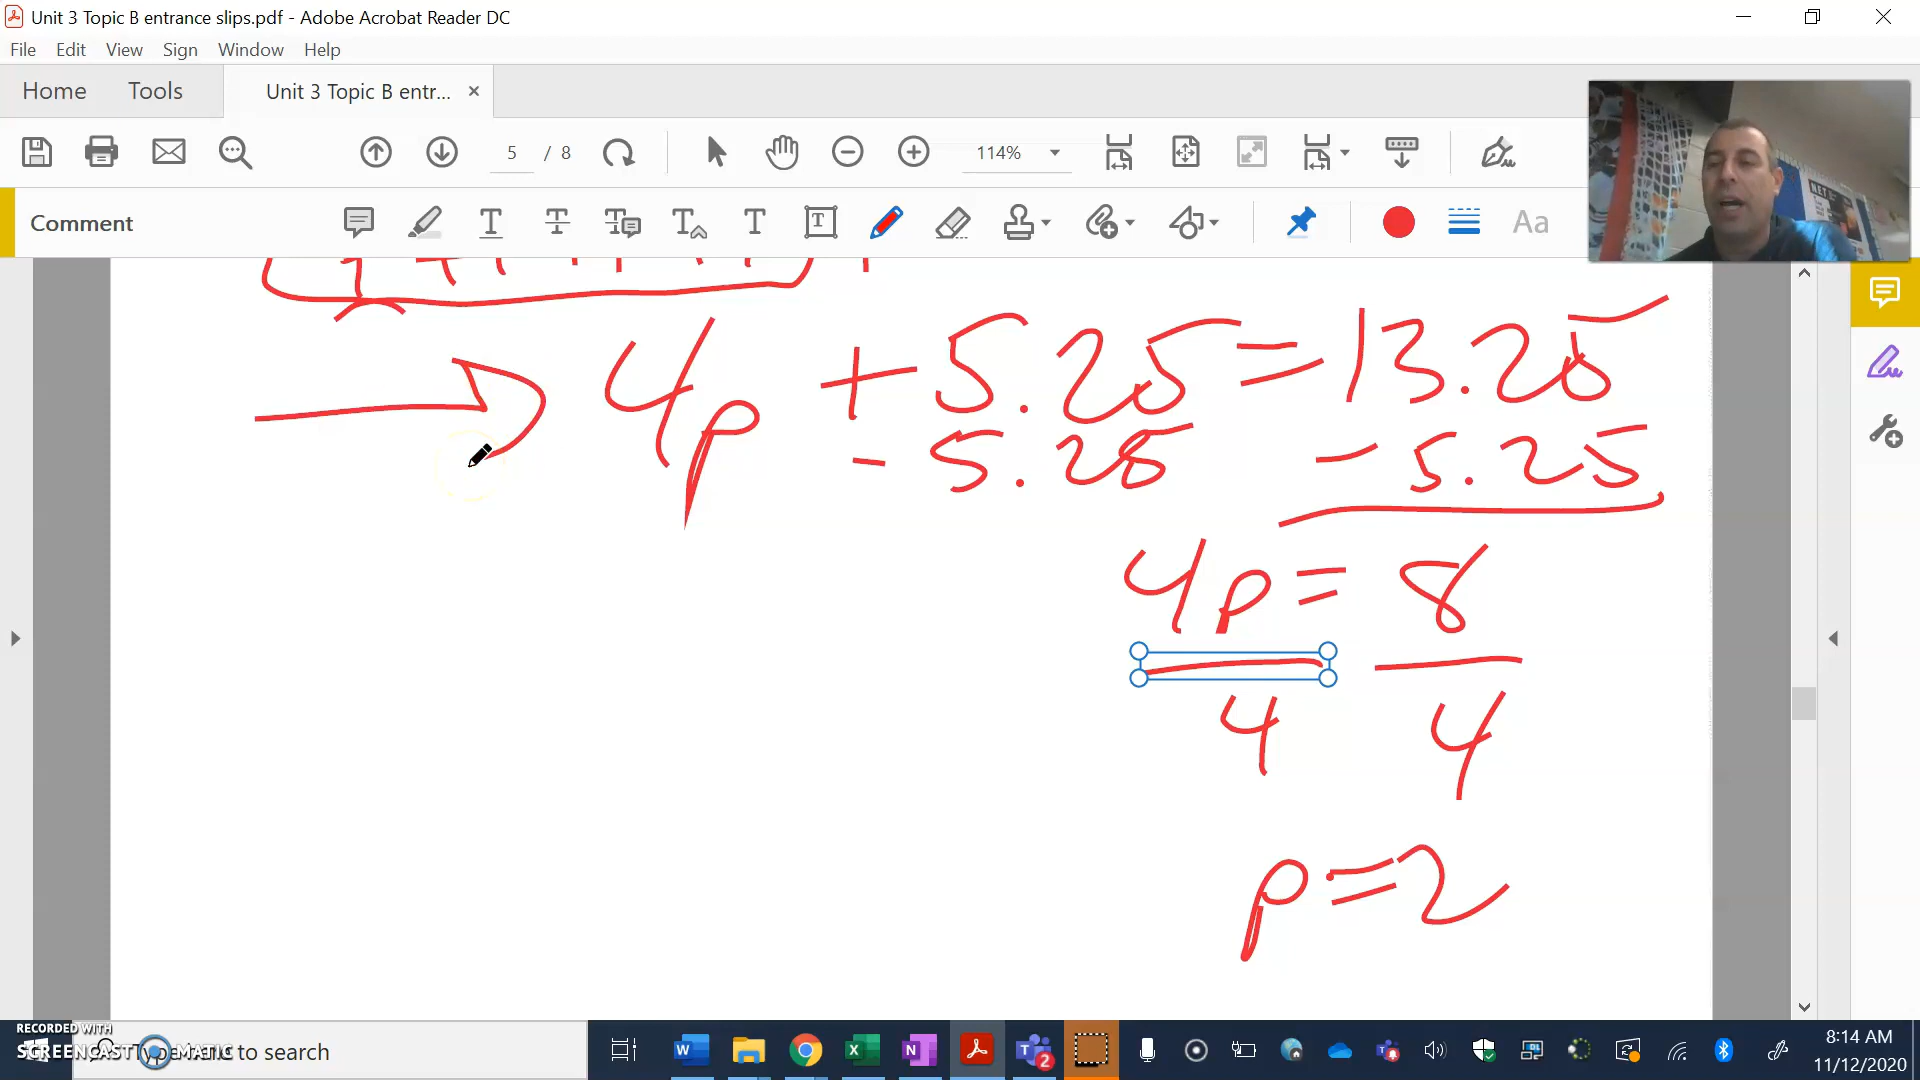 Unit 3 Topic B entrance slips.pdf - Adobe Acrobat Reader DC
File Edit View Sign Window Help
Home Tools Unit 3 Topic B entr... ×
5 / 8 114%
Comment Aa
4p + 5.25 = 13.25
- 5.25 - 5.25
4p = 8
4 4
p = 2
RECORDED WITH
SCREENCAST MATIC
Type here to search
8:14 AM
11/12/2020